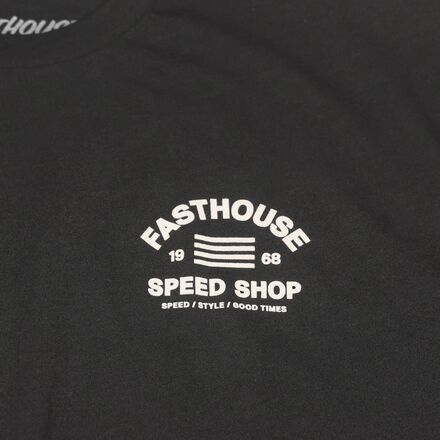 FASTHOUSE
19 68
SPEED SHOP
SPEED / STYLE / GOOD TIMES